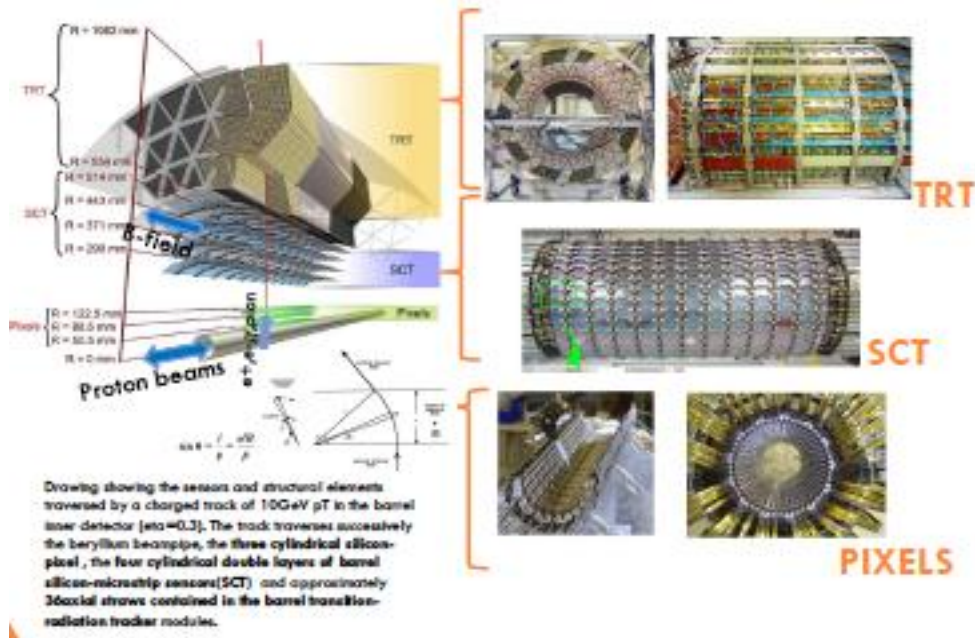 R = 1082 mm
TRT
TRT
R = 554 mm
R = 514 mm
R = 443 mm
SCT
R = 371 mm
R = 299 mm
B-field
SCT
R = 122.5 mm
Pixels
R = 88.5 mm
R = 50.5 mm
R = 0 mm
Pixels
Proton beams
TRT
SCT
PIXELS
Drawing showing the sensors and structural elements
traversed by a charged track of 10GeV pT in the barrel
inner detector (eta=0.3). The track traverses successively
the beryllium beampipe, the three cylindrical silicon-
pixel , the four cylindrical double layers of barrel
silicon-microstrip sensors(SCT) and approximately
36axial straws contained in the barrel transition-
radiation tracker modules.